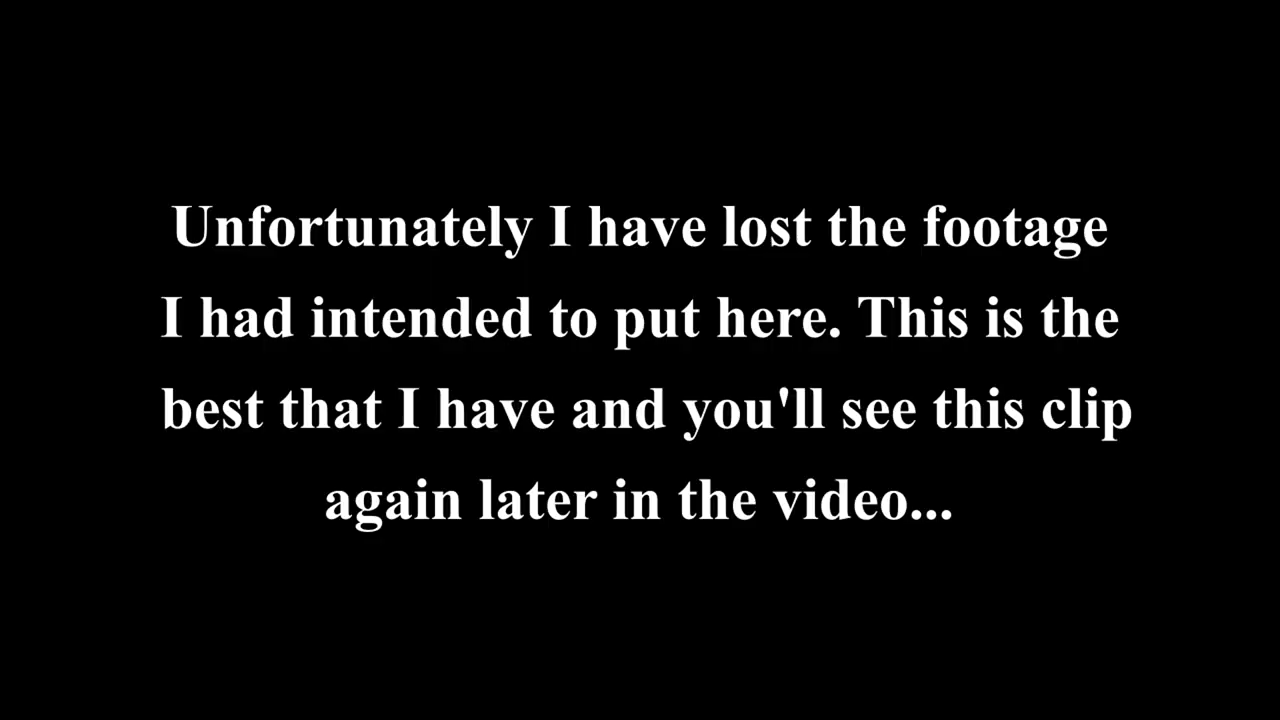 Unfortunately I have lost the footage
I had intended to put here. This is the
best that I have and you'll see this clip
again later in the video...